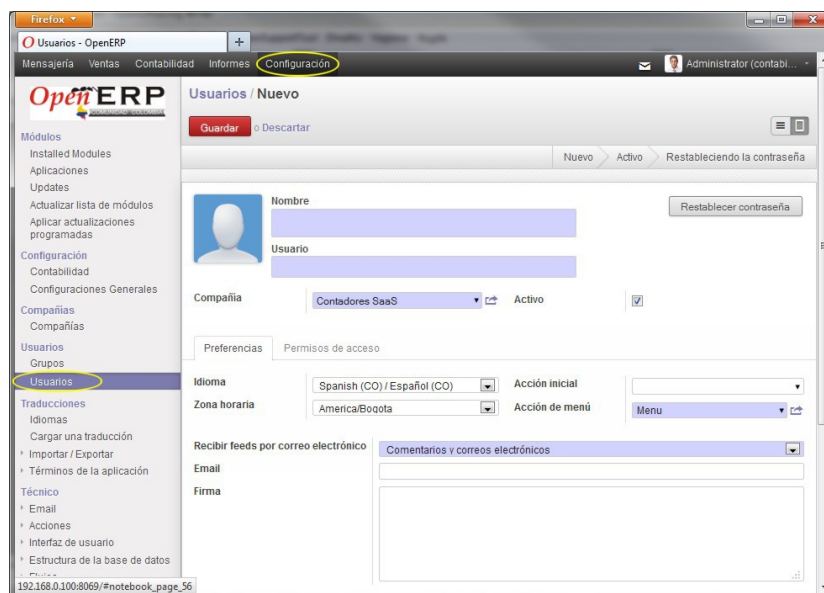 Firefox
Usuarios - OpenERP
Mensajería Ventas Contabilidad Informes Configuración Administrator (contabi...
OpenERP
COMUNIDAD COLOMBIA
Usuarios / Nuevo
Guardar o Descartar
Nuevo Activo Restableciendo la contraseña
Módulos
Installed Modules
Aplicaciones
Updates
Actualizar lista de módulos
Aplicar actualizaciones
programadas
Configuración
Contabilidad
Configuraciones Generales
Compañías
Compañías
Usuarios
Grupos
Usuarios
Traducciones
Idiomas
Cargar una traducción
Importar / Exportar
Términos de la aplicación
Técnico
Email
Acciones
Interfaz de usuario
Estructura de la base de datos
192.168.0.100:8069/#notebook_page_56
Nombre
Restablecer contraseña
Usuario
Compañia Contadores SaaS Activo
Preferencias Permisos de acceso
Idioma Spanish (CO) / Español (CO) Acción inicial
Zona horaria America/Bogota Acción de menú Menu
Recibir feeds por correo electrónico Comentarios y correos electrónicos
Email
Firma